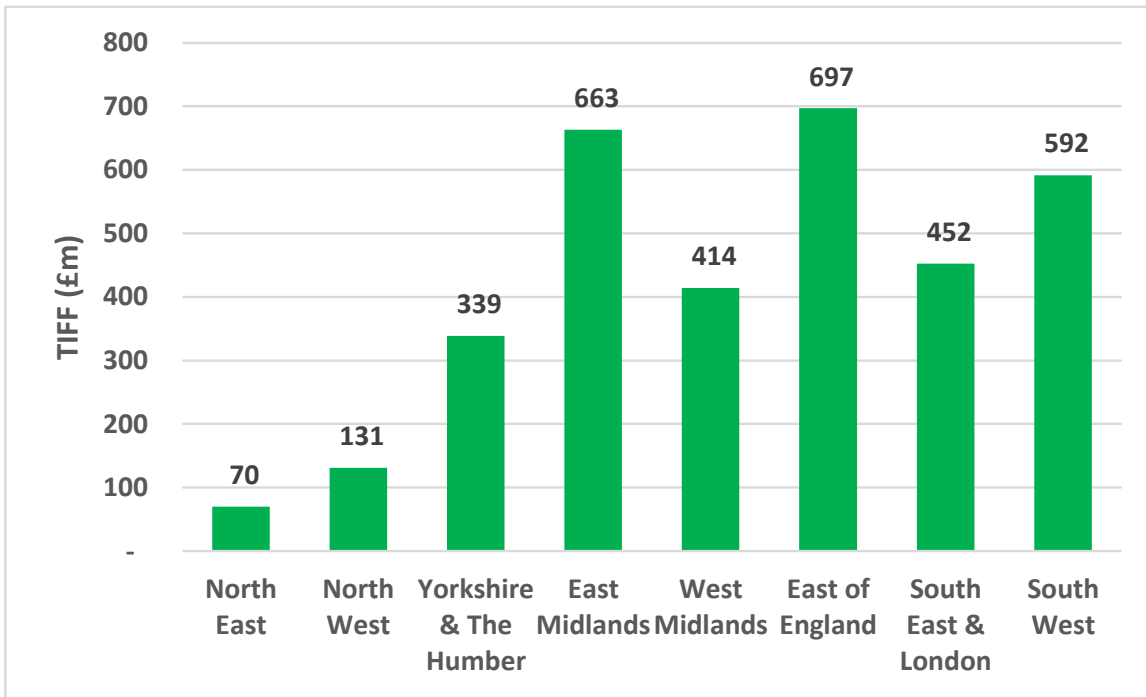 800
700
600
500
400
300
200
100
-
TIFF (£m)
70
131
339
663
414
697
452
592
North
East
North
West
Yorkshire
& The
Humber
East
Midlands
West
Midlands
East of
England
South
East &
London
South
West